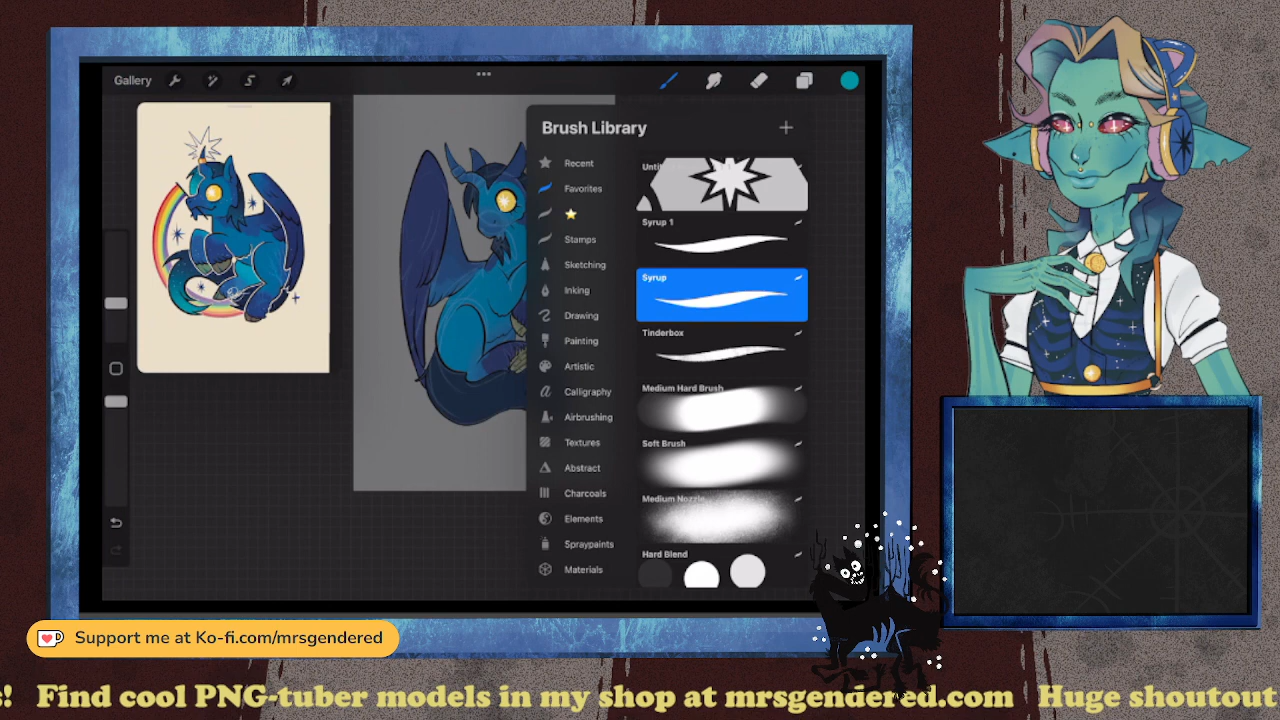 Gallery
Brush Library
Recent
Favorites
Stamps
Sketching
Inking
Drawing
Painting
Artistic
Calligraphy
Airbrushing
Textures
Abstract
Charcoals
Elements
Spraypaints
Materials
Syrup 1
Syrup
Tinderbox
Medium Hard Brush
Soft Brush
Medium Nozzle
Hard Blend
Support me at Ko-fi.com/mrsgendered
Find cool PNG-tuber models in my shop at mrsgendered.com Huge shoutout